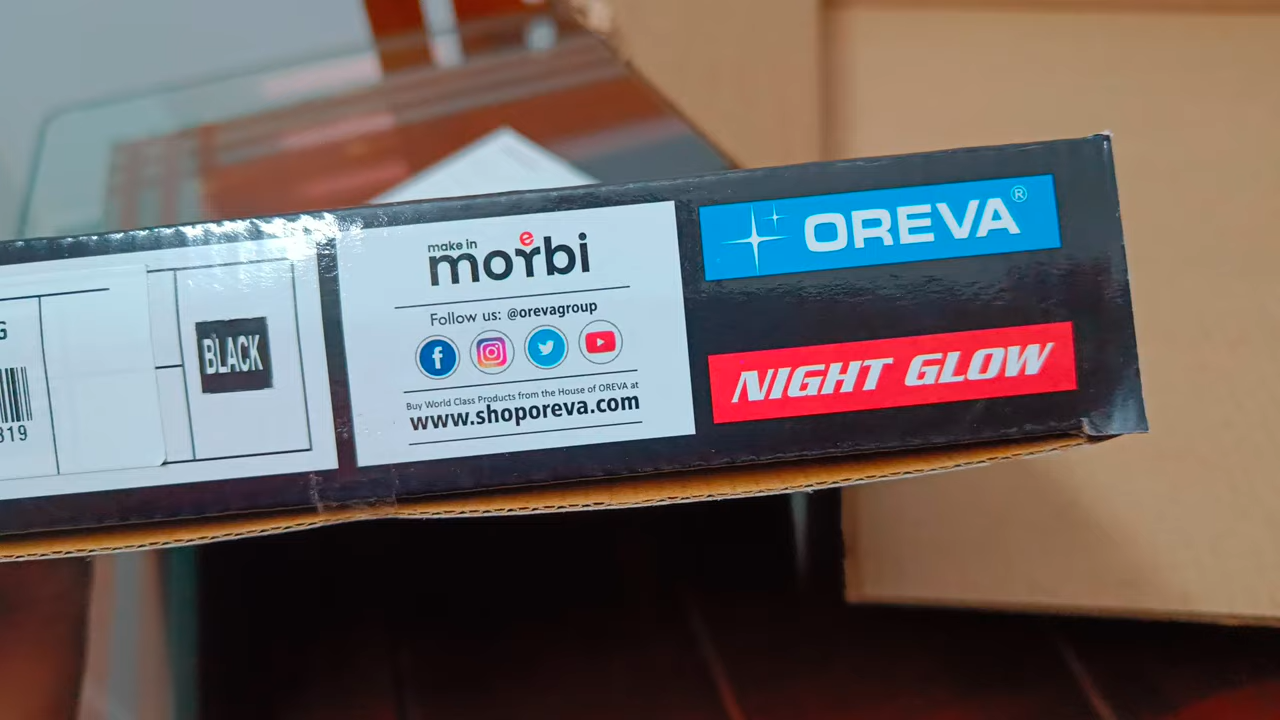 G
319
BLACK
make in
morbi
Follow us: @orevagroup
Buy World Class Products from the House of OREVA at
www.shoporeva.com
OREVA®
NIGHT GLOW